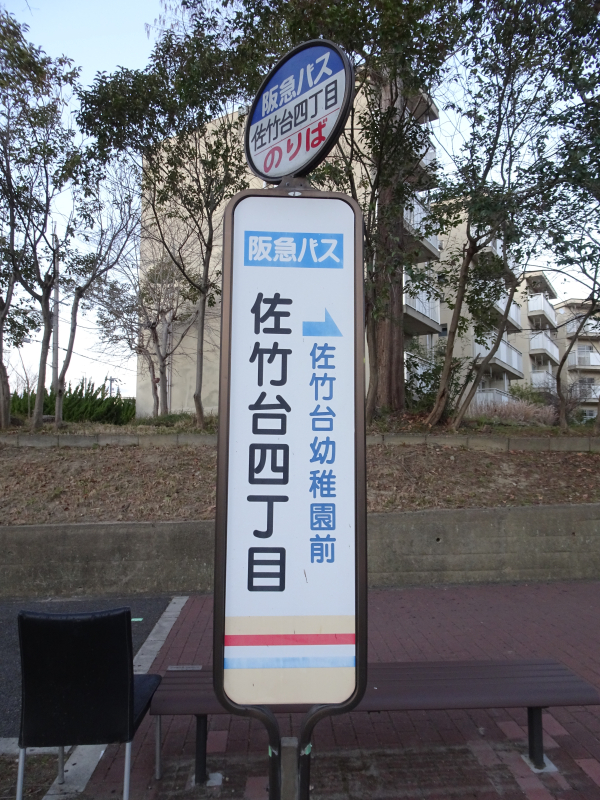 阪急バス
佐竹台四丁目
のりば
阪急バス
佐竹台幼稚園前
佐竹台四丁目